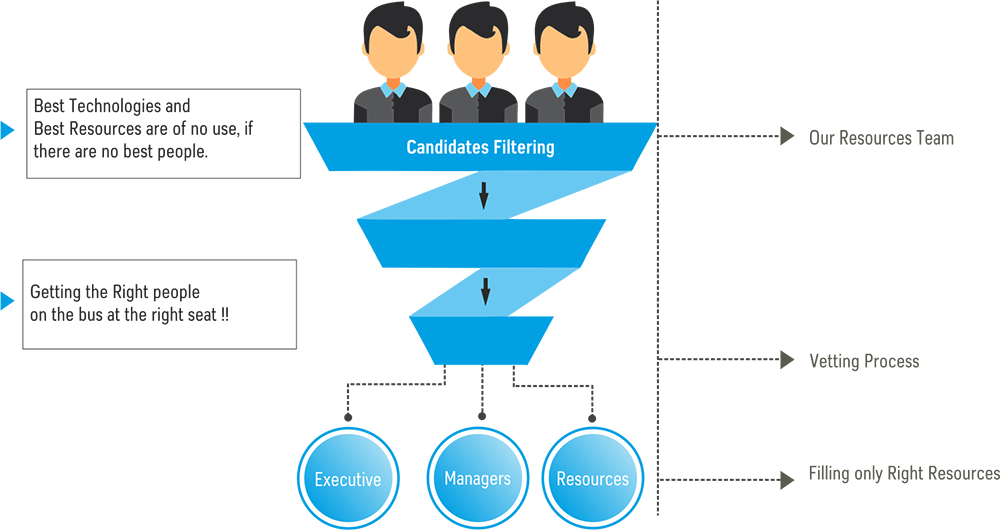 Best Technologies and
Best Resources are of no use, if
there are no best people.
Candidates Filtering
Our Resources Team
Getting the Right people
on the bus at the right seat !!
Vetting Process
Executive
Managers
Resources
Filling only Right Resources